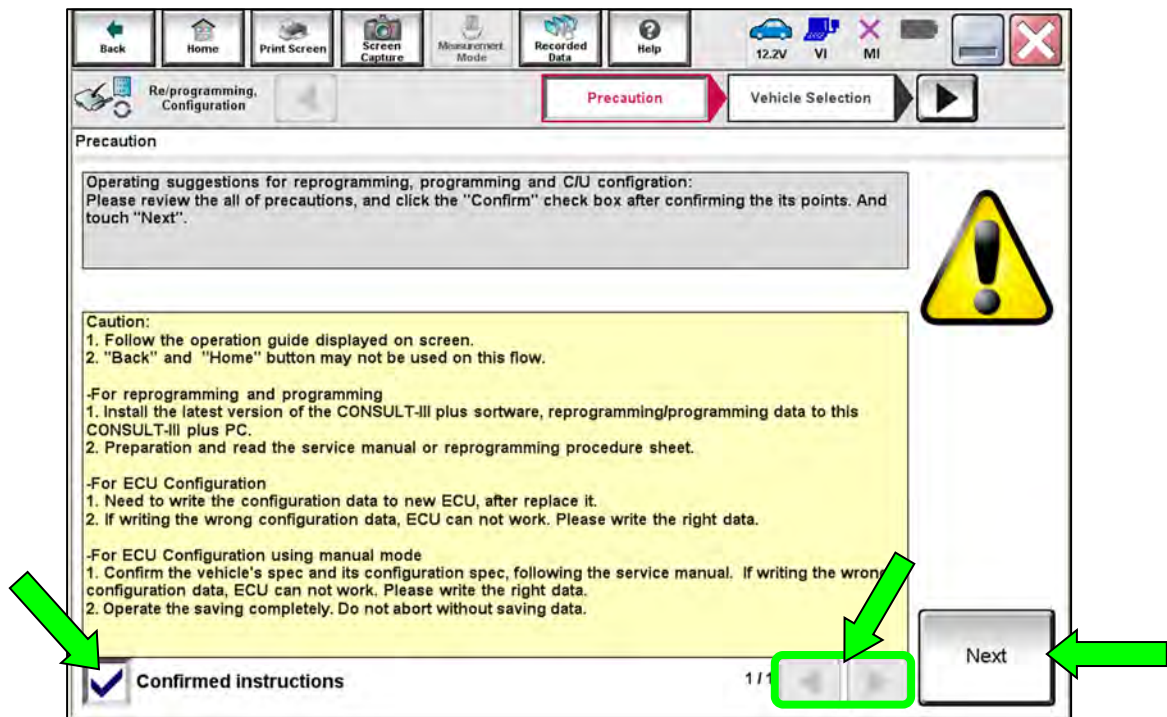 Back
Home
Print Screen
Screen
Capture
Measurement
Mode
Recorded
Data
Help
12.2V
VI
MI
Re/programming,
Configuration
Precaution
Vehicle Selection
Precaution
Operating suggestions for reprogramming, programming and C/U configration:
Please review the all of precautions, and click the "Confirm" check box after confirming the its points. And
touch "Next".
Caution:
1. Follow the operation guide displayed on screen.
2. "Back" and "Home" button may not be used on this flow.
-For reprogramming and programming
1. Install the latest version of the CONSULT-III plus sortware, reprogramming/programming data to this
CONSULT-III plus PC.
2. Preparation and read the service manual or reprogramming procedure sheet.
-For ECU Configuration
1. Need to write the configuration data to new ECU, after replace it.
2. If writing the wrong configuration data, ECU can not work. Please write the right data.
-For ECU Configuration using manual mode
1. Confirm the vehicle's spec and its configuration spec, following the service manual. If writing the wrong
configuration data, ECU can not work. Please write the right data.
2. Operate the saving completely. Do not abort without saving data.
Confirmed instructions
1/1
Next